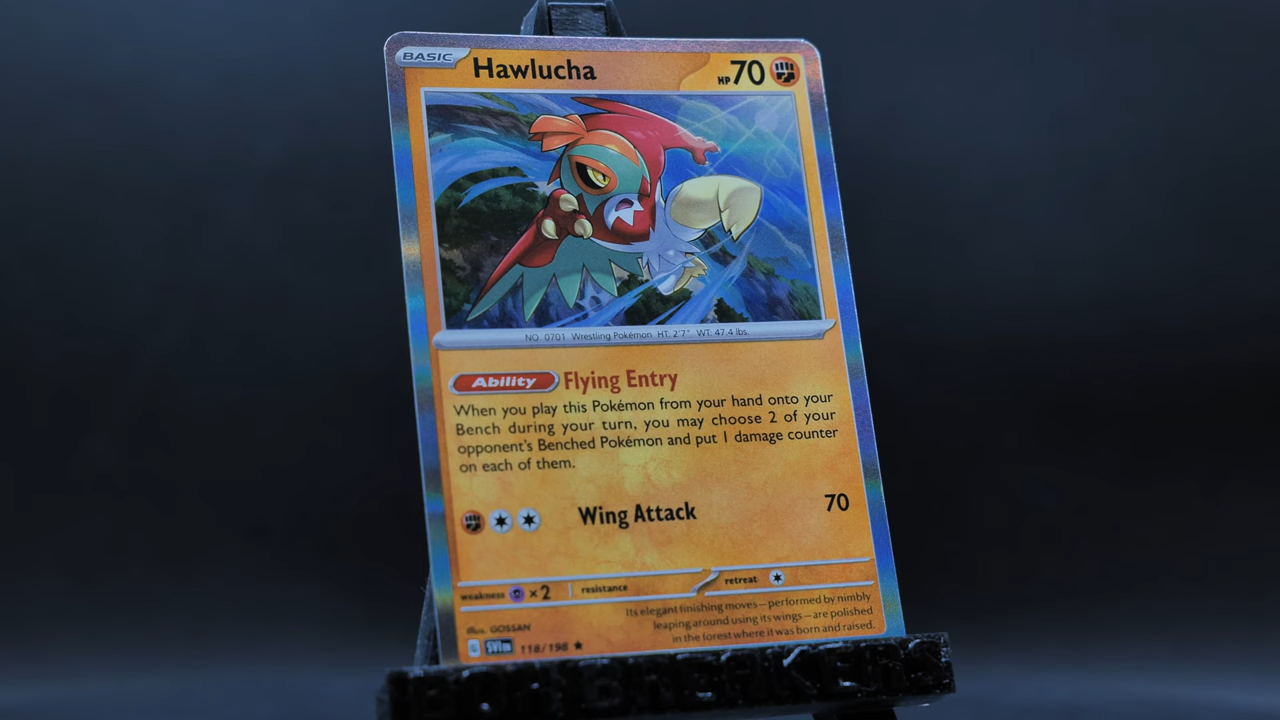 BASIC Hawlucha HP 70
NO. 0701 Wrestling Pokémon HT: 2'7" WT: 47.4 lbs.
Ability Flying Entry
When you play this Pokémon from your hand onto your
Bench during your turn, you may choose 2 of your
opponent's Benched Pokémon and put 1 damage counter
on each of them.
Wing Attack 70
weakness ×2 resistance retreat
Its elegant finishing moves—performed by nimbly
leaping around using its wings—are polished
in the forest where it was born and raised.
Illus. GOSSAN
G SVI EN 118/198 ★